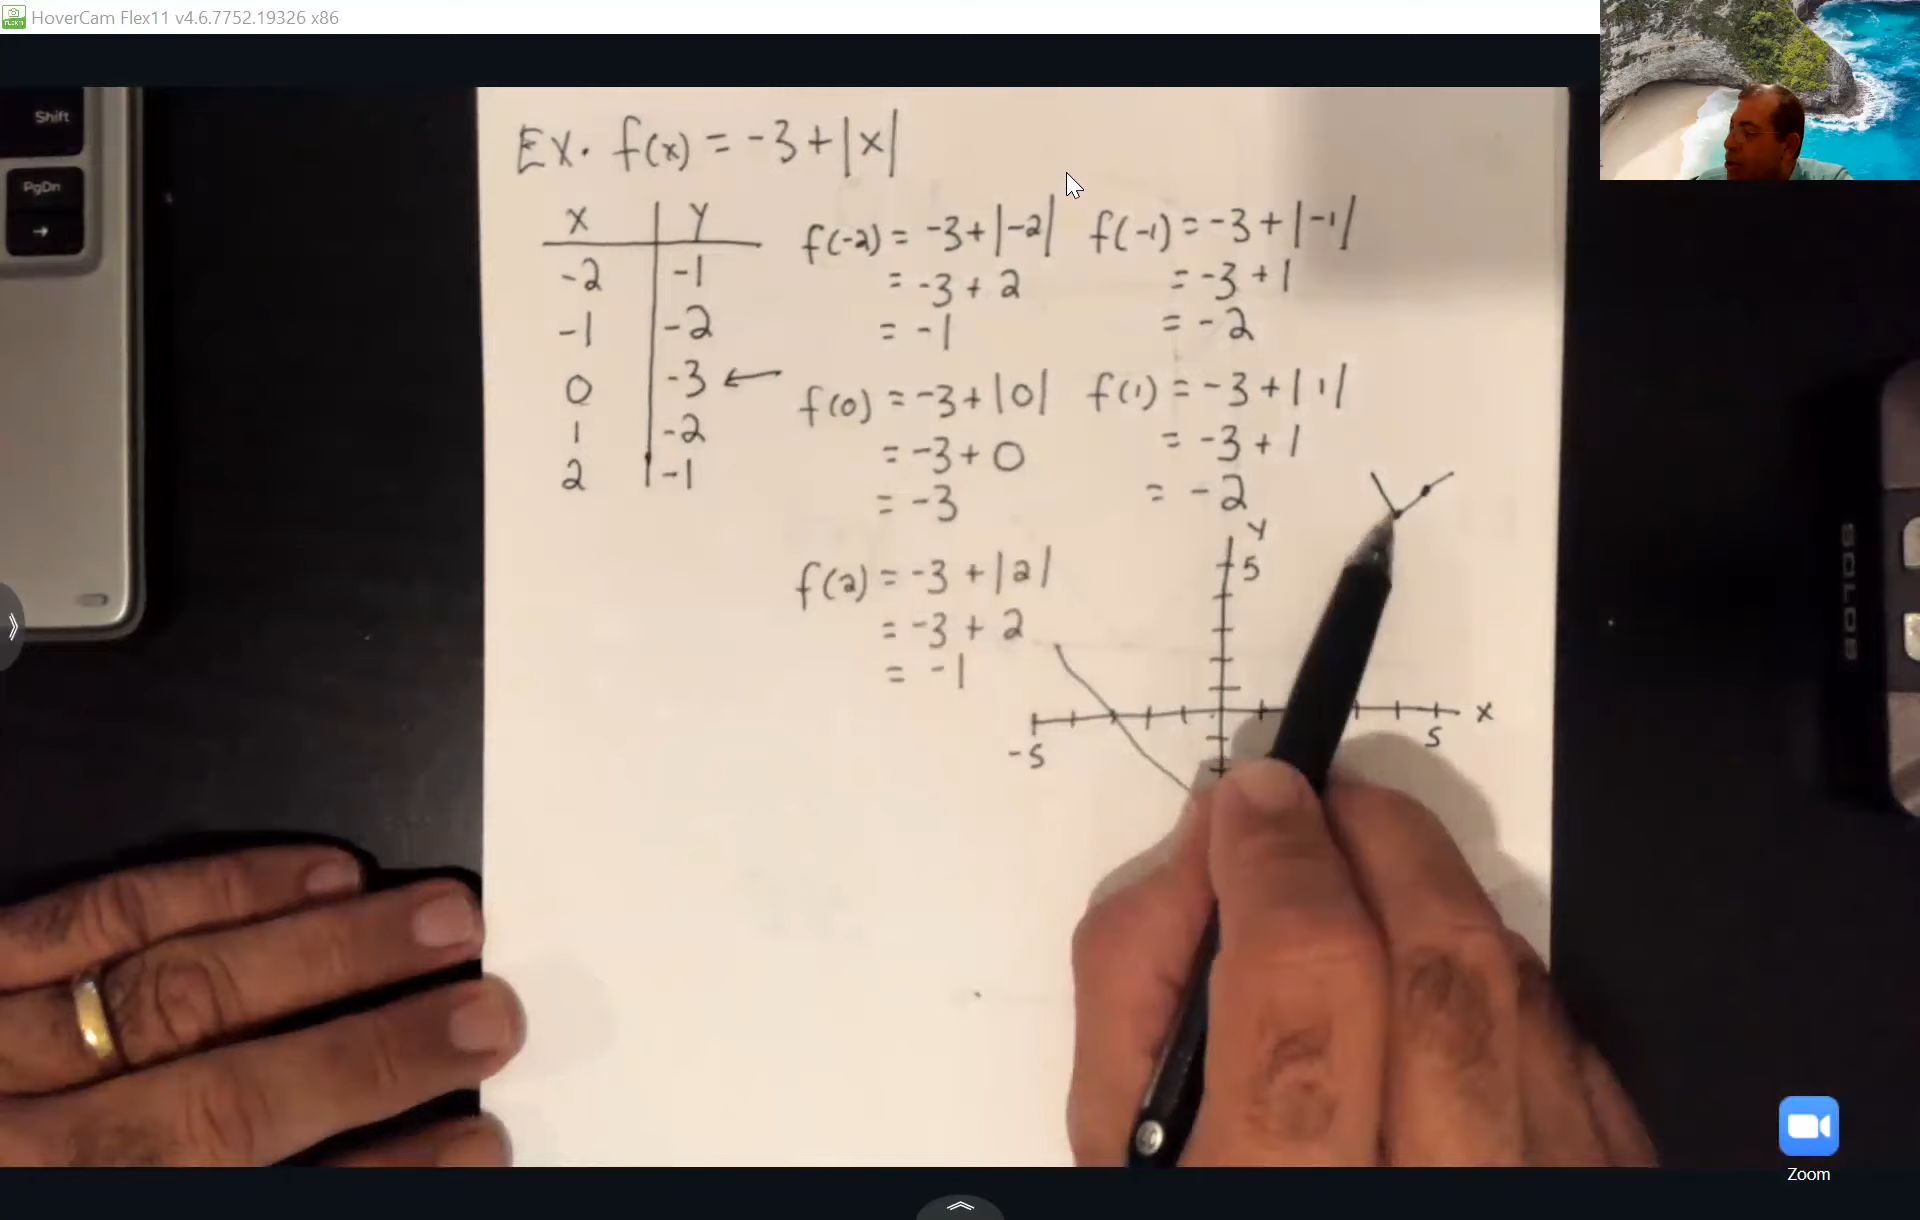 HoverCam Flex11 v4.6.7752.19326 x86
Shift
PgDn
EX. f(x) = -3+|x|
x y
-2 -1
-1 -2
0 -3 ←
1 -2
2 -1
f(-2) = -3+|-2|
= -3 + 2
= -1
f(-1) = -3+|-1|
= -3 + 1
= -2
f(0) = -3+|0|
= -3 + 0
= -3
f(1) = -3+|1|
= -3 + 1
= -2
f(2) = -3 + |2|
= -3 + 2
= -1
y
5
x
-5
5
Zoom